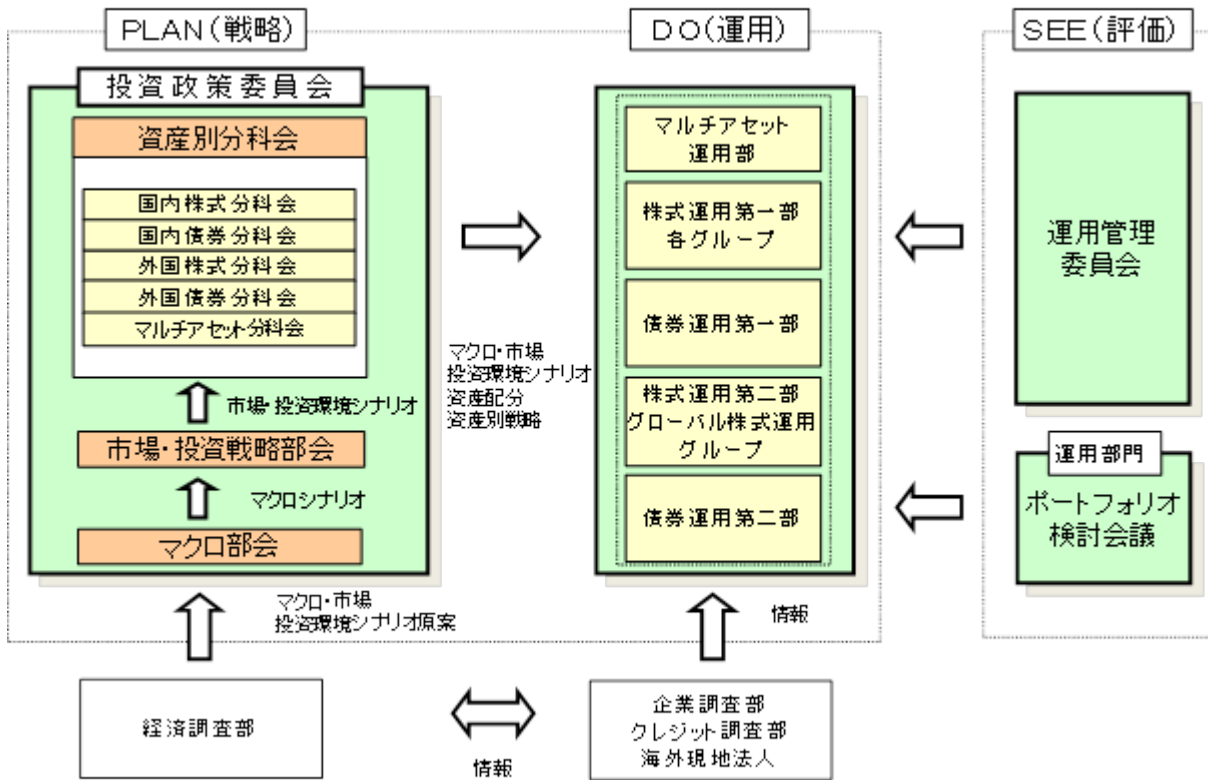 PLAN(戦略)
投資政策委員会
資産別分科会
国内株式分科会
国内債券分科会
外国株式分科会
外国債券分科会
マルチアセット分科会
市場・投資環境シナリオ
市場・投資戦略部会
マクロシナリオ
マクロ部会
マクロ・市場
投資環境シナリオ原案
経済調査部
マクロ・市場
投資環境シナリオ
資産配分
資産別戦略
DO(運用)
マルチアセット
運用部
株式運用第一部
各グループ
債券運用第一部
株式運用第二部
グローバル株式運用
グループ
債券運用第二部
情報
企業調査部
クレジット調査部
海外現地法人
情報
SEE(評価)
運用管理
委員会
運用部門
ポートフォリオ
検討会議